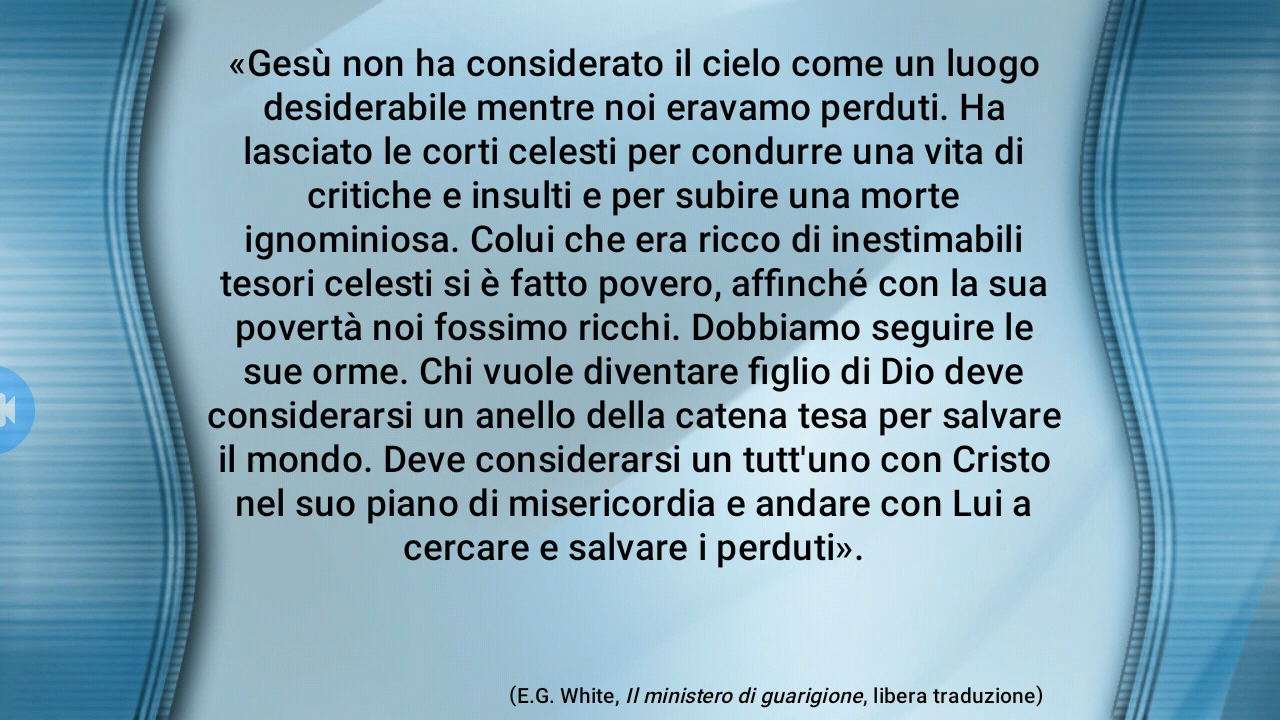 «Gesù non ha considerato il cielo come un luogo
desiderabile mentre noi eravamo perduti. Ha
lasciato le corti celesti per condurre una vita di
critiche e insulti e per subire una morte
ignominiosa. Colui che era ricco di inestimabili
tesori celesti si è fatto povero, affinché con la sua
povertà noi fossimo ricchi. Dobbiamo seguire le
sue orme. Chi vuole diventare figlio di Dio deve
considerarsi un anello della catena tesa per salvare
il mondo. Deve considerarsi un tutt'uno con Cristo
nel suo piano di misericordia e andare con Lui a
cercare e salvare i perduti».
(E.G. White, Il ministero di guarigione, libera traduzione)